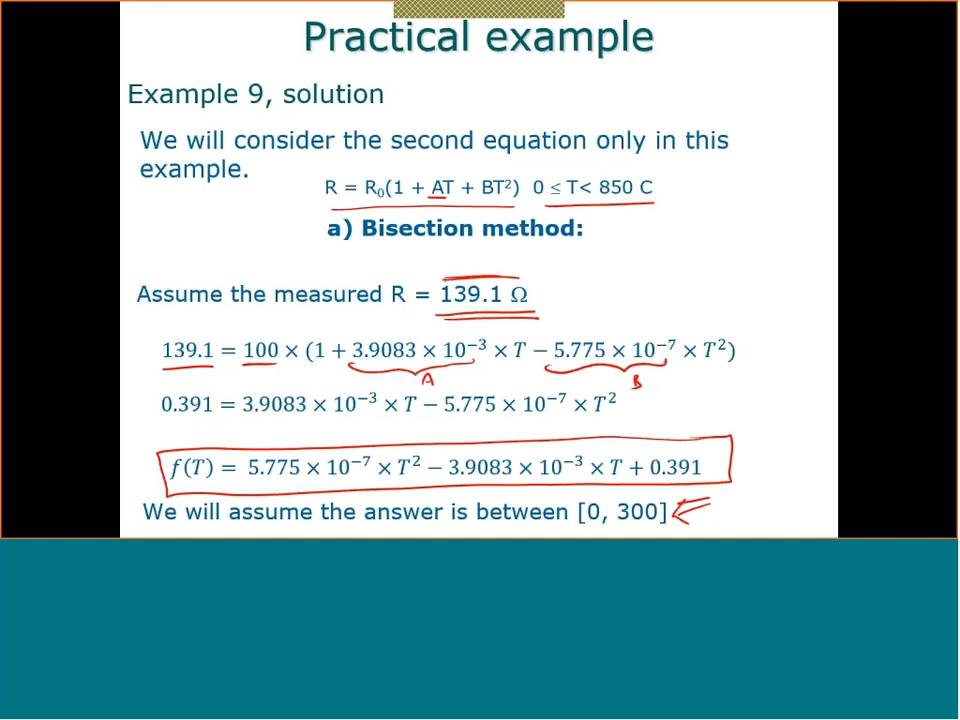 Practical example
Example 9, solution
We will consider the second equation only in this
example.
R = R₀(1 + AT + BT²)  0 ≤ T< 850 C
a) Bisection method:
Assume the measured R = 139.1 Ω
139.1 = 100 × (1 + 3.9083 × 10⁻³ × T − 5.775 × 10⁻⁷ × T²)
A B
0.391 = 3.9083 × 10⁻³ × T − 5.775 × 10⁻⁷ × T²
f(T) = 5.775 × 10⁻⁷ × T² − 3.9083 × 10⁻³ × T + 0.391
We will assume the answer is between [0, 300]